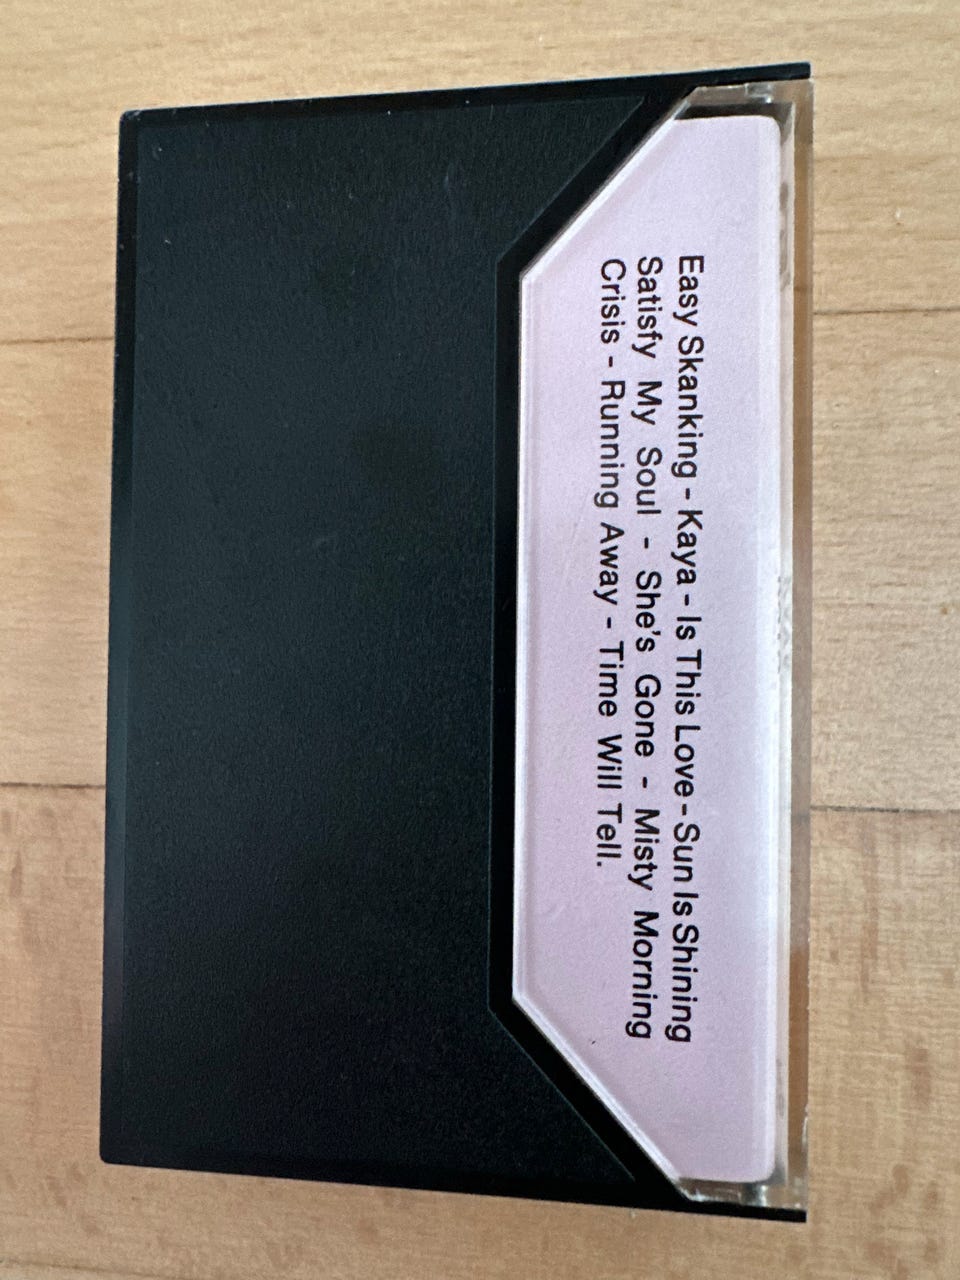 Easy Skanking - Kaya - Is This Love - Sun Is Shining
Satisfy My Soul - She's Gone - Misty Morning
Crisis - Running Away - Time Will Tell.